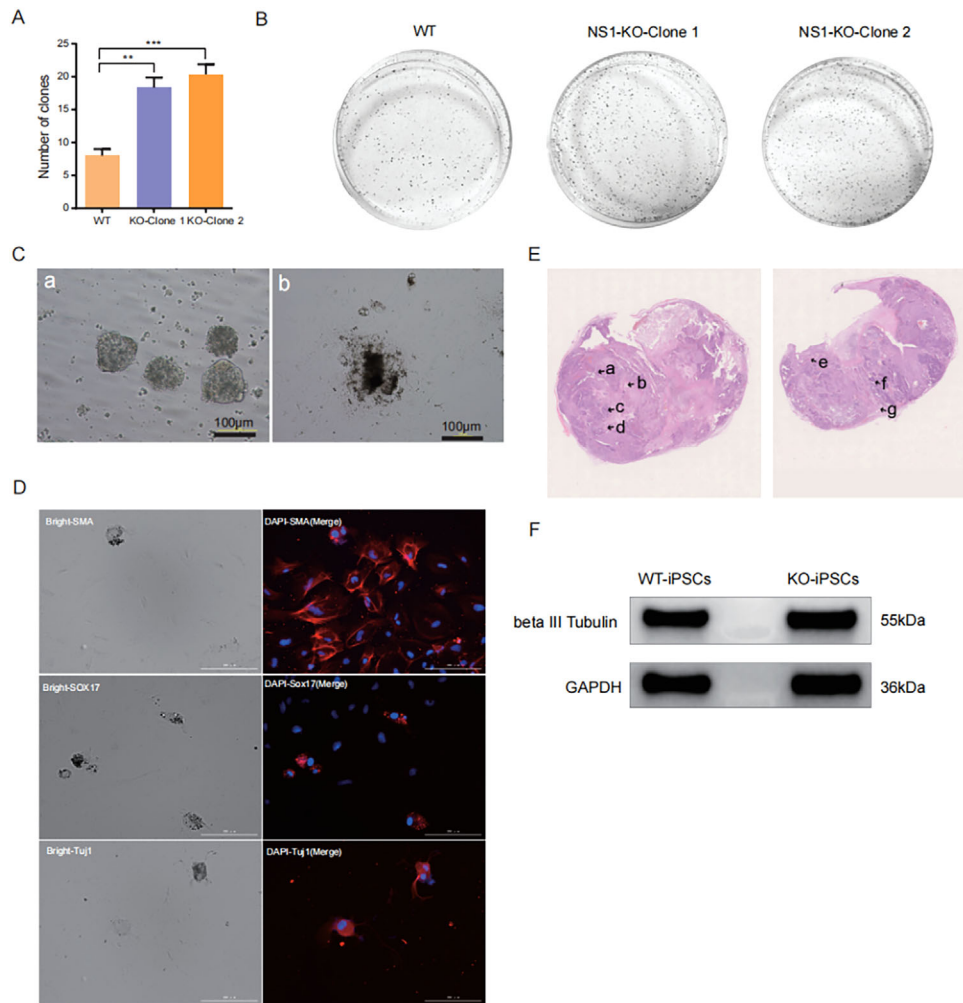 A
Number of clones
25
20
15
10
5
0
**
***
WT
KO-Clone 1
KO-Clone 2
B
WT
NS1-KO-Clone 1
NS1-KO-Clone 2
C
a
100μm
b
100μm
D
Bright-SMA
DAPI-SMA(Merge)
Bright-SOX17
DAPI-Sox17(Merge)
Bright-Tuj1
DAPI-Tuj1(Merge)
E
a
b
c
d
e
f
g
F
WT-iPSCs
KO-iPSCs
beta III Tubulin
55kDa
GAPDH
36kDa